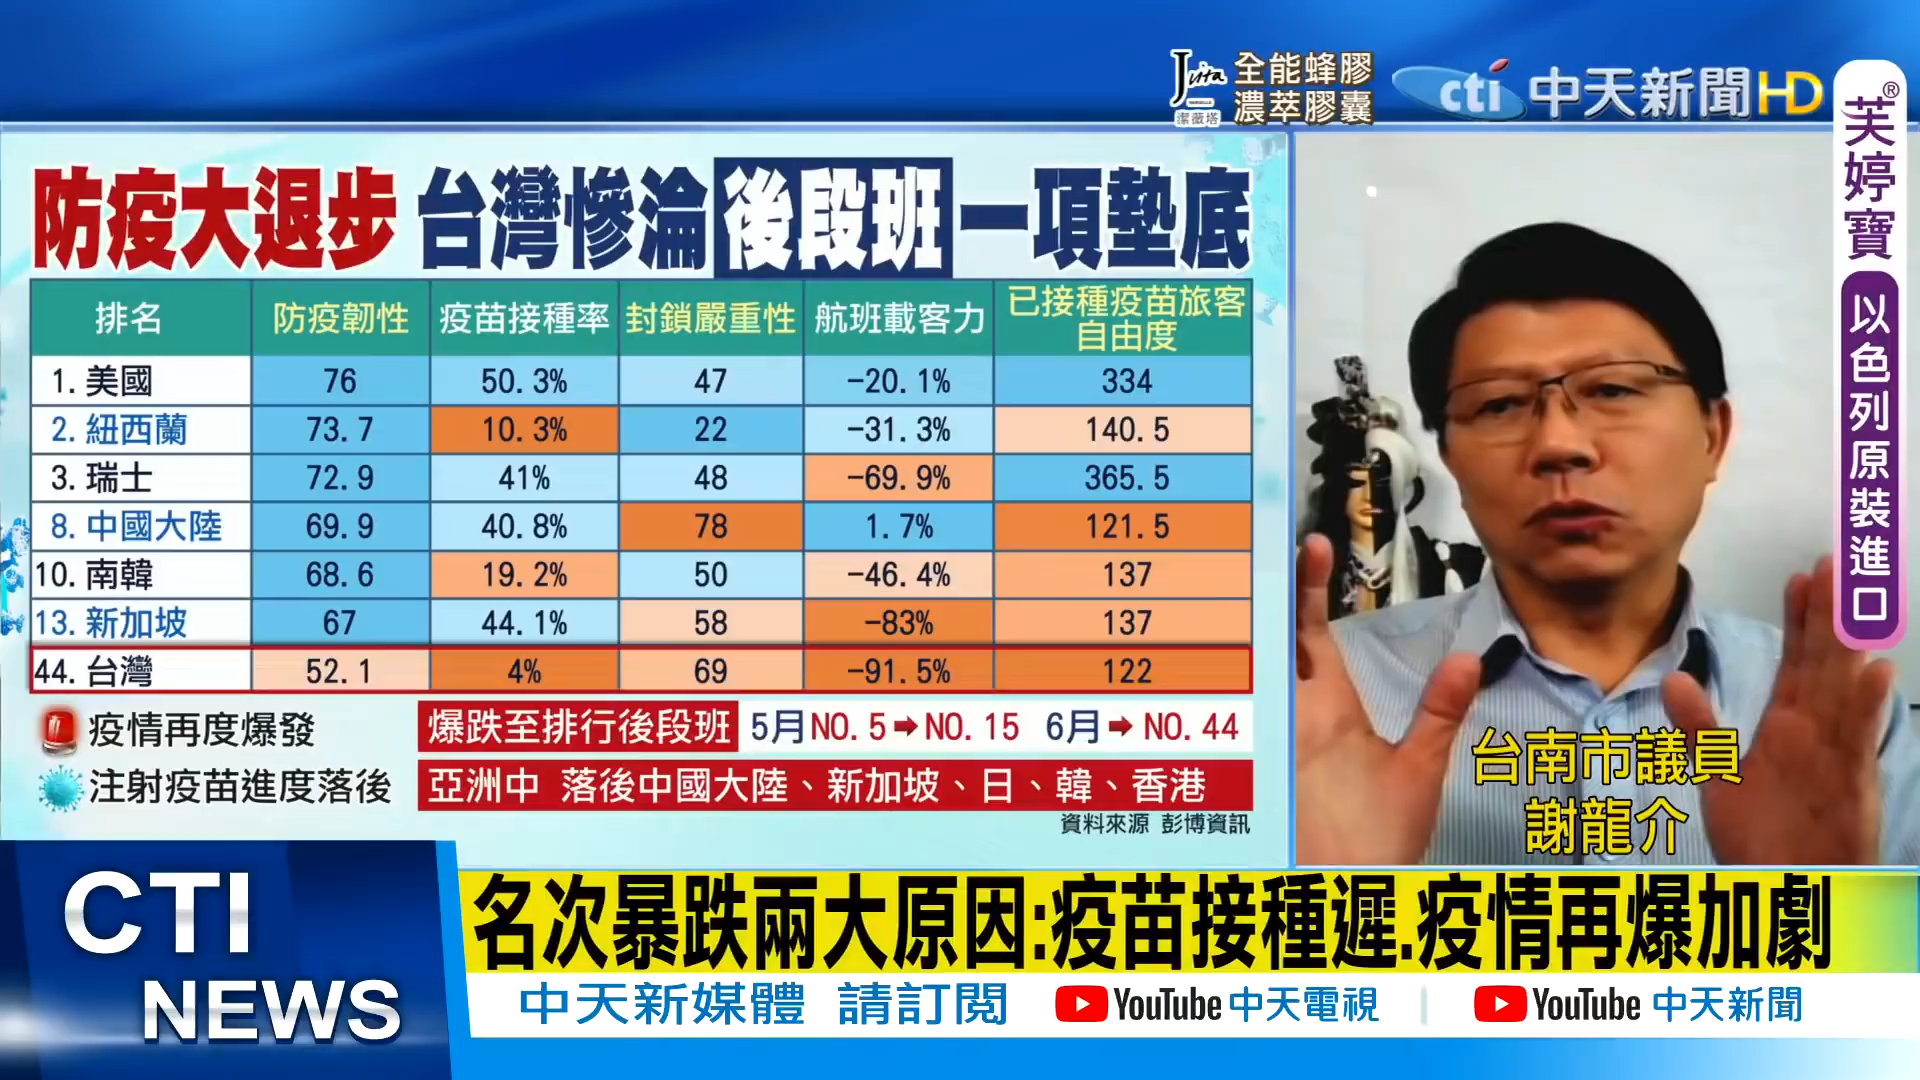 Jvita
潔薇塔
全能蜂膠
濃萃膠囊
cti 中天新聞HD
芙婷寶®
以色列原裝進口
防疫大退步 台灣慘淪後段班 一項墊底
排名 防疫韌性 疫苗接種率 封鎖嚴重性 航班載客力 已接種疫苗旅客自由度
1. 美國 76 50.3% 47 -20.1% 334
2. 紐西蘭 73.7 10.3% 22 -31.3% 140.5
3. 瑞士 72.9 41% 48 -69.9% 365.5
8. 中國大陸 69.9 40.8% 78 1.7% 121.5
10. 南韓 68.6 19.2% 50 -46.4% 137
13. 新加坡 67 44.1% 58 -83% 137
44. 台灣 52.1 4% 69 -91.5% 122
疫情再度爆發 爆跌至排行後段班 5月NO.5➡NO.15 6月➡NO.44
注射疫苗進度落後 亞洲中 落後中國大陸、新加坡、日、韓、香港
資料來源 彭博資訊
台南市議員
謝龍介
CTI
NEWS
名次暴跌兩大原因:疫苗接種遲.疫情再爆加劇
中天新媒體 請訂閱 YouTube 中天電視 | YouTube 中天新聞